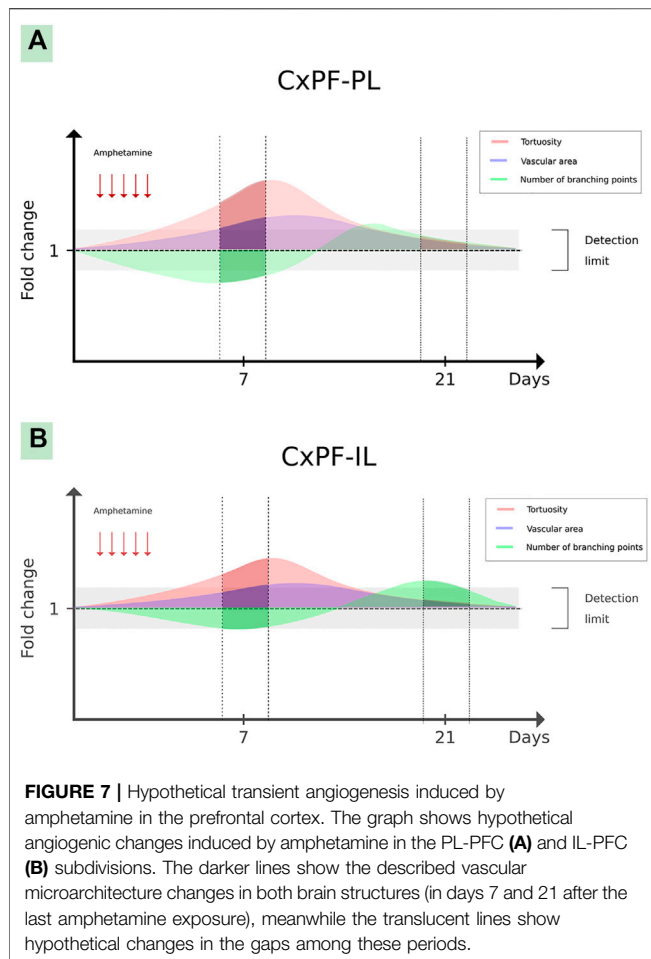 A
CxPF-PL
Amphetamine
Tortuosity
Vascular area
Number of branching points
Fold change
1
Detection
limit
7
21
Days
B
CxPF-IL
Amphetamine
Tortuosity
Vascular area
Number of branching points
Fold change
1
Detection
limit
7
21
Days
FIGURE 7 | Hypothetical transient angiogenesis induced by
amphetamine in the prefrontal cortex. The graph shows hypothetical
angiogenic changes induced by amphetamine in the PL-PFC (A) and IL-PFC
(B) subdivisions. The darker lines show the described vascular
microarchitecture changes in both brain structures (in days 7 and 21 after the
last amphetamine exposure), meanwhile the translucent lines show
hypothetical changes in the gaps among these periods.